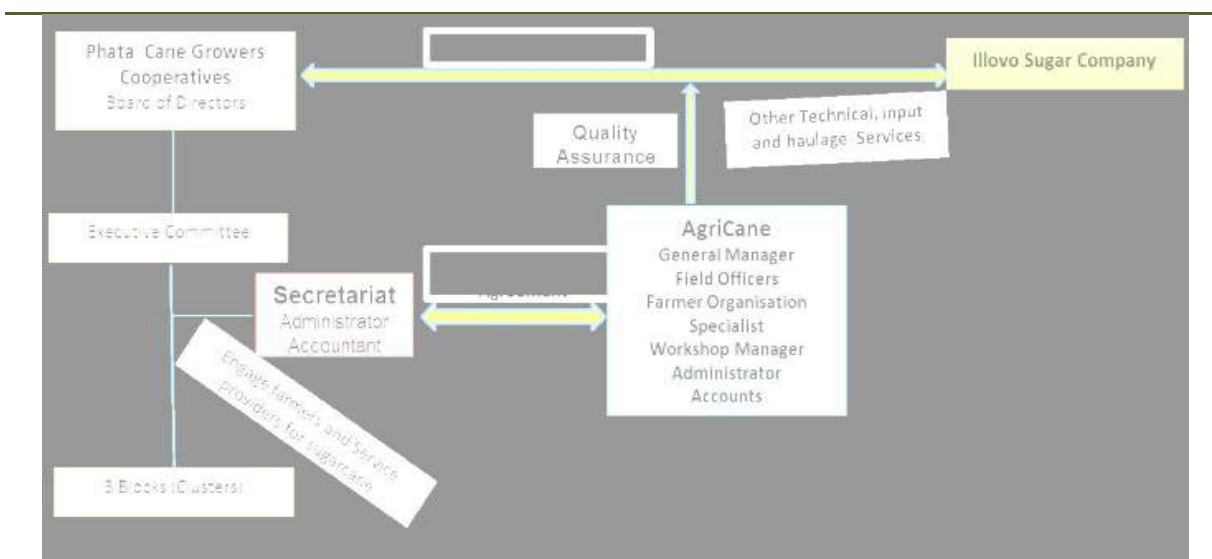 Phata Cane Growers
Cooperatives
Board of Directors
Illovo Sugar Company
Other Technical, input
and haulage Services
Quality
Assurance
Executive Committee
AgriCane
General Manager
Field Officers
Farmer Organisation
Specialist
Workshop Manager
Administrator
Accounts
Secretariat
Administrator
Accountant
Agreement
Engage farmers and Service
providers for sugarcane
3 Blocks (Clusters)